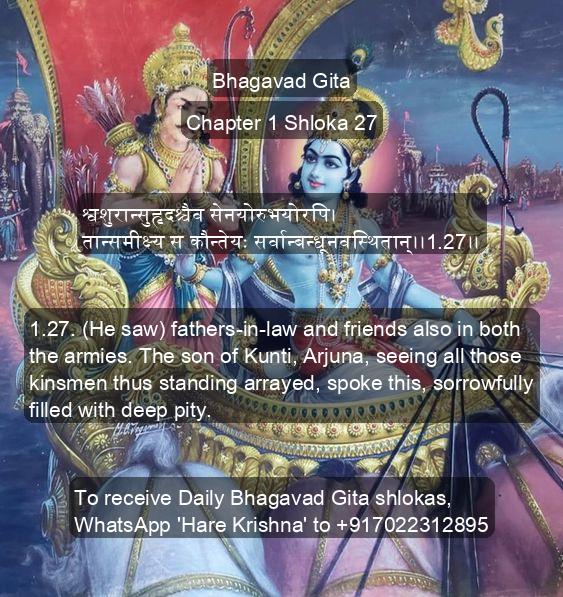 Bhagavad Gita
Chapter 1 Shloka 27
श्वशुरान्सुहृदश्चैव सेनयोरुभयोरपि।
तान्समीक्ष्य स कौन्तेयः सर्वान्बन्धूनवस्थितान्।।1.27।।
1.27. (He saw) fathers-in-law and friends also in both
the armies. The son of Kunti, Arjuna, seeing all those
kinsmen thus standing arrayed, spoke this, sorrowfully
filled with deep pity.
To receive Daily Bhagavad Gita shlokas,
WhatsApp 'Hare Krishna' to +917022312895